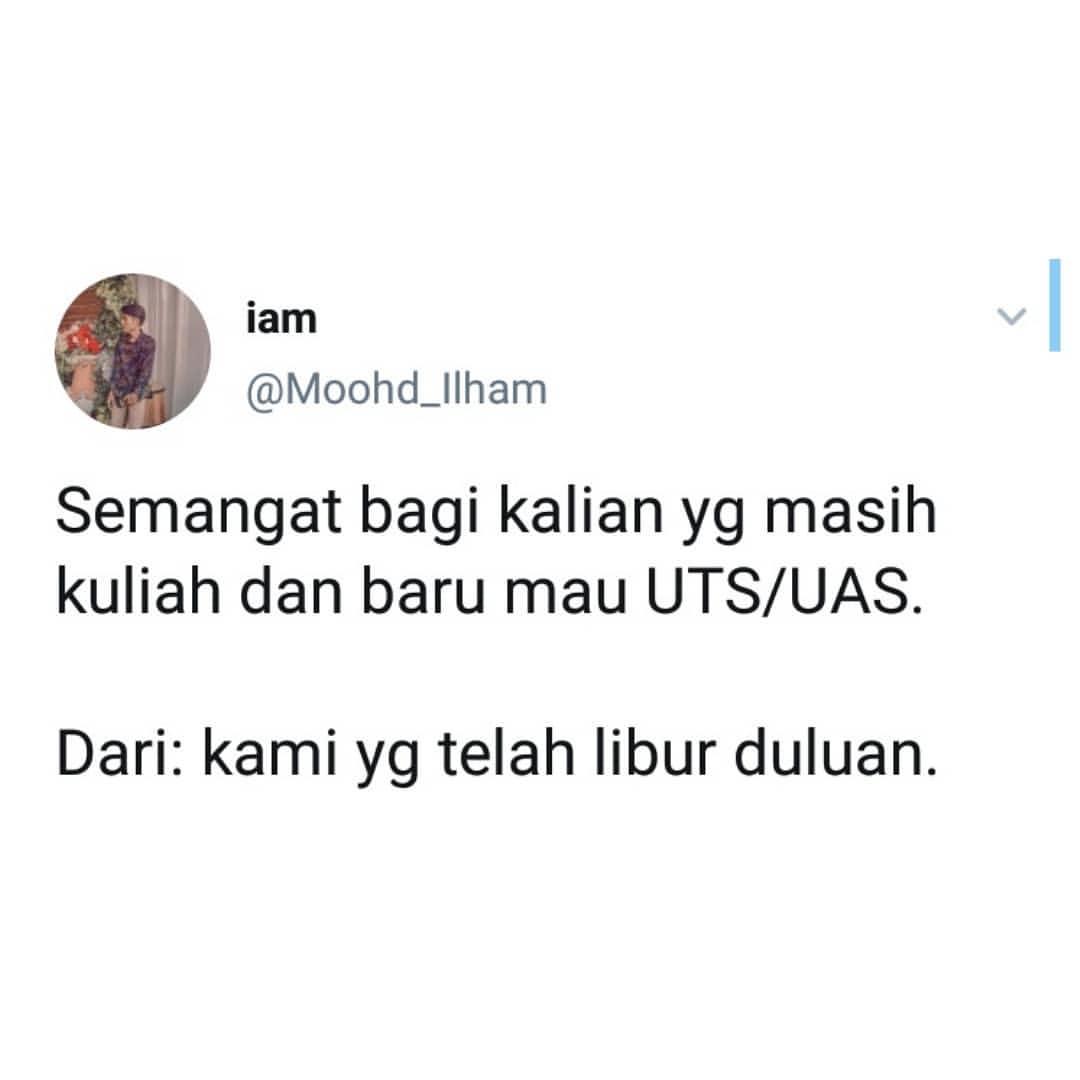 iam
@Moohd_Ilham
Semangat bagi kalian yg masih
kuliah dan baru mau UTS/UAS.
Dari: kami yg telah libur duluan.